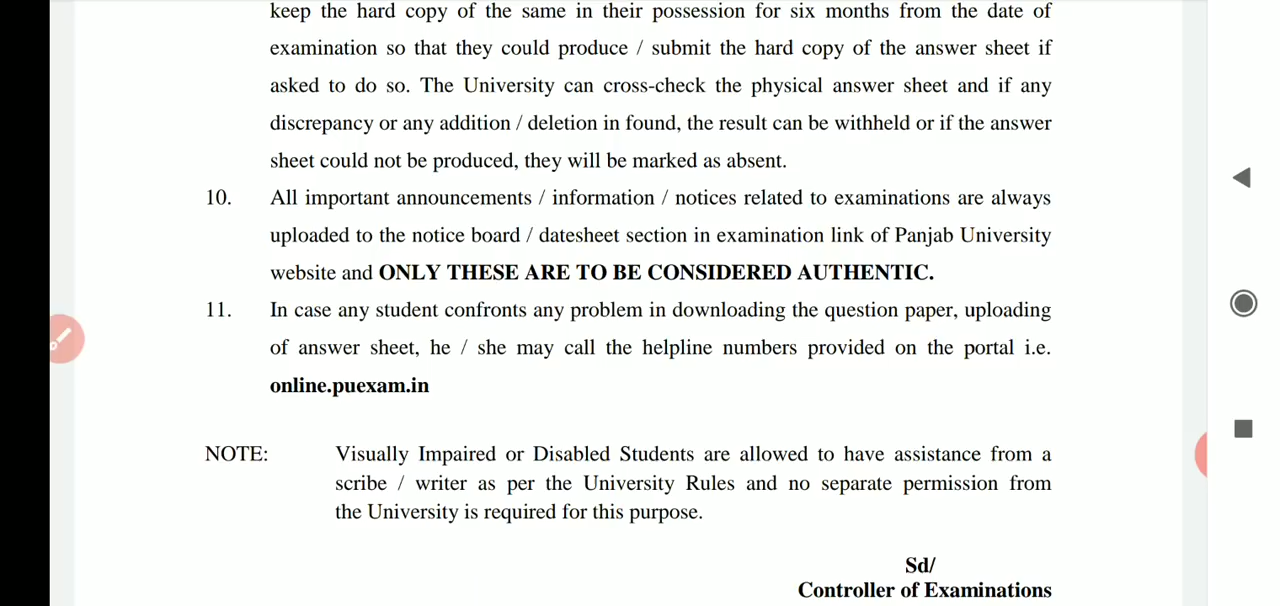 keep the hard copy of the same in their possession for six months from the date of
examination so that they could produce / submit the hard copy of the answer sheet if
asked to do so. The University can cross-check the physical answer sheet and if any
discrepancy or any addition / deletion in found, the result can be withheld or if the answer
sheet could not be produced, they will be marked as absent.
10. All important announcements / information / notices related to examinations are always
uploaded to the notice board / datesheet section in examination link of Panjab University
website and ONLY THESE ARE TO BE CONSIDERED AUTHENTIC.
11. In case any student confronts any problem in downloading the question paper, uploading
of answer sheet, he / she may call the helpline numbers provided on the portal i.e.
online.puexam.in
NOTE: Visually Impaired or Disabled Students are allowed to have assistance from a
scribe / writer as per the University Rules and no separate permission from
the University is required for this purpose.
Sd/
Controller of Examinations